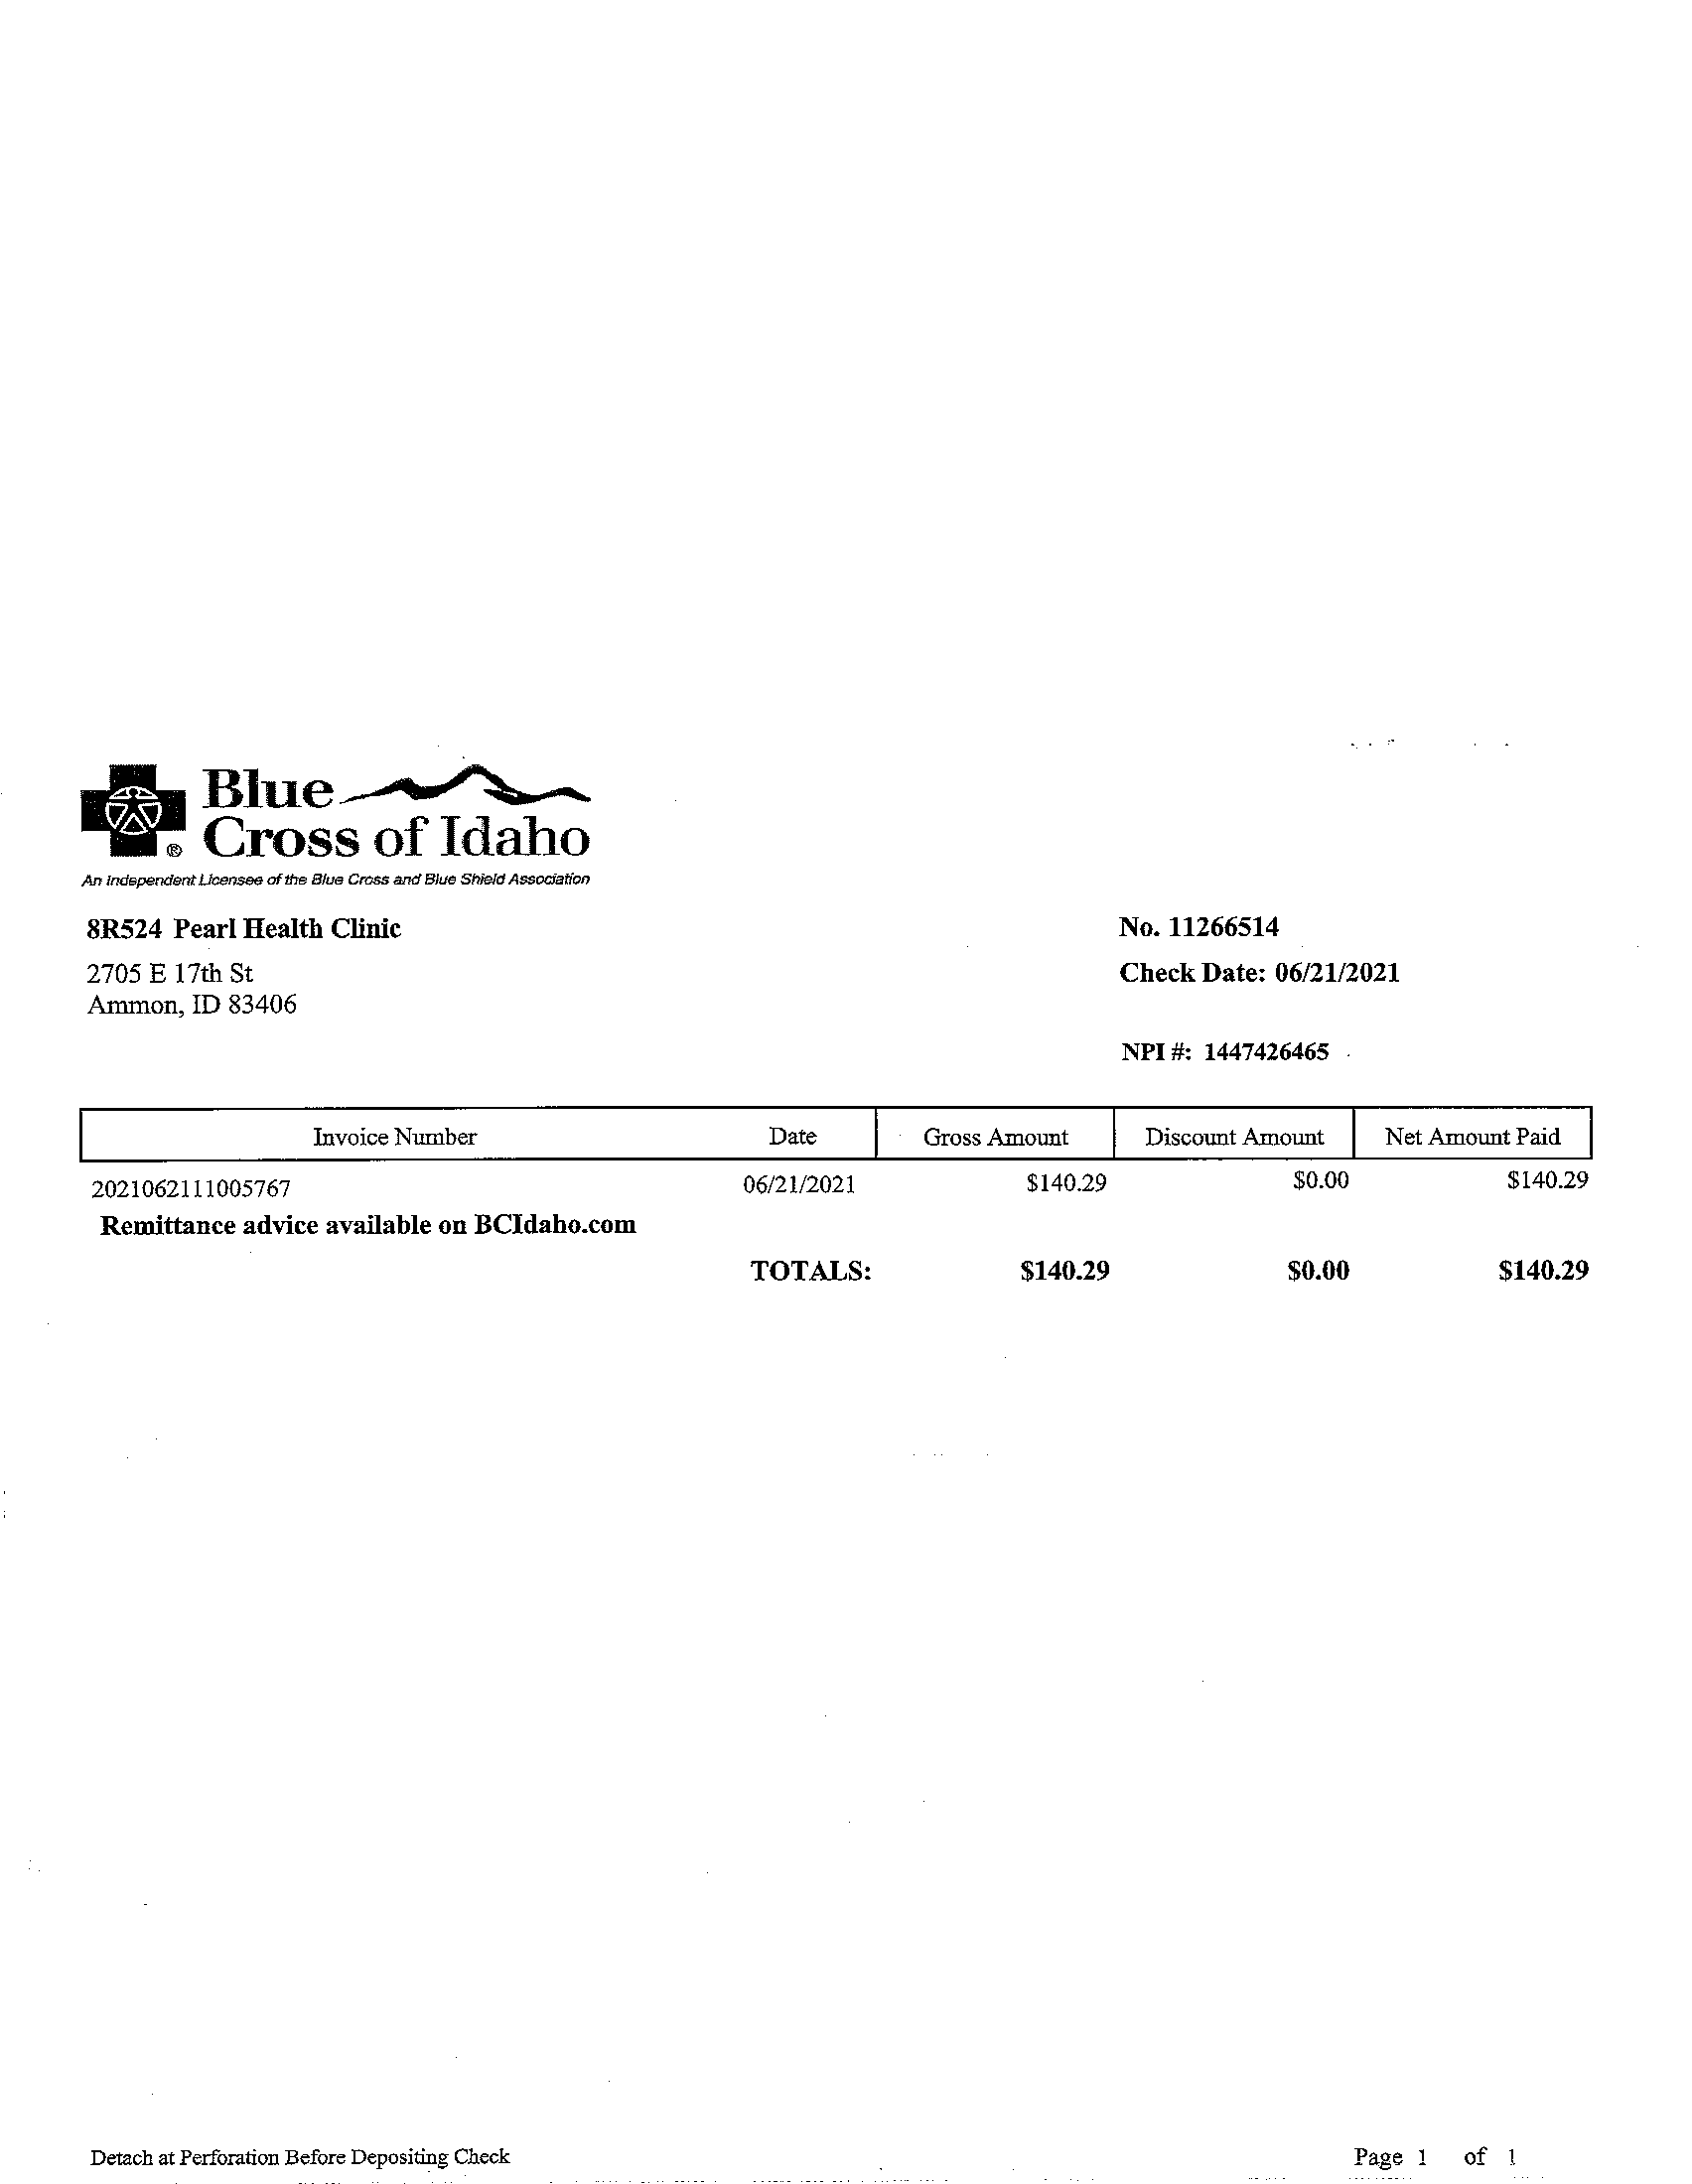 Blue
Cross of Idaho
®
An Independent Licensee of the Blue Cross and Blue Shield Association
8R524 Pearl Health Clinic
No. 11266514
2705 E 17th St
Check Date: 06/21/2021
Ammon, ID 83406
NPI #: 1447426465
Invoice Number Date Gross Amount Discount Amount Net Amount Paid
2021062111005767 06/21/2021 $140.29 $0.00 $140.29
Remittance advice available on BCIdaho.com
TOTALS: $140.29 $0.00 $140.29
Detach at Perforation Before Depositing Check
Page 1 of 1